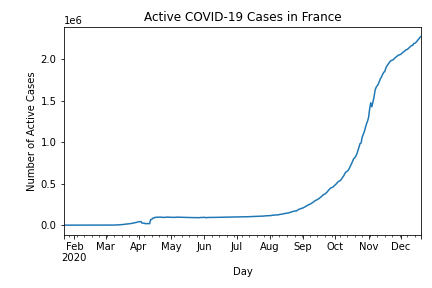 Active COVID-19 Cases in France
1e6
2.0
1.5
1.0
0.5
0.0
Number of Active Cases
Feb Mar Apr May Jun Jul Aug Sep Oct Nov Dec
2020
Day